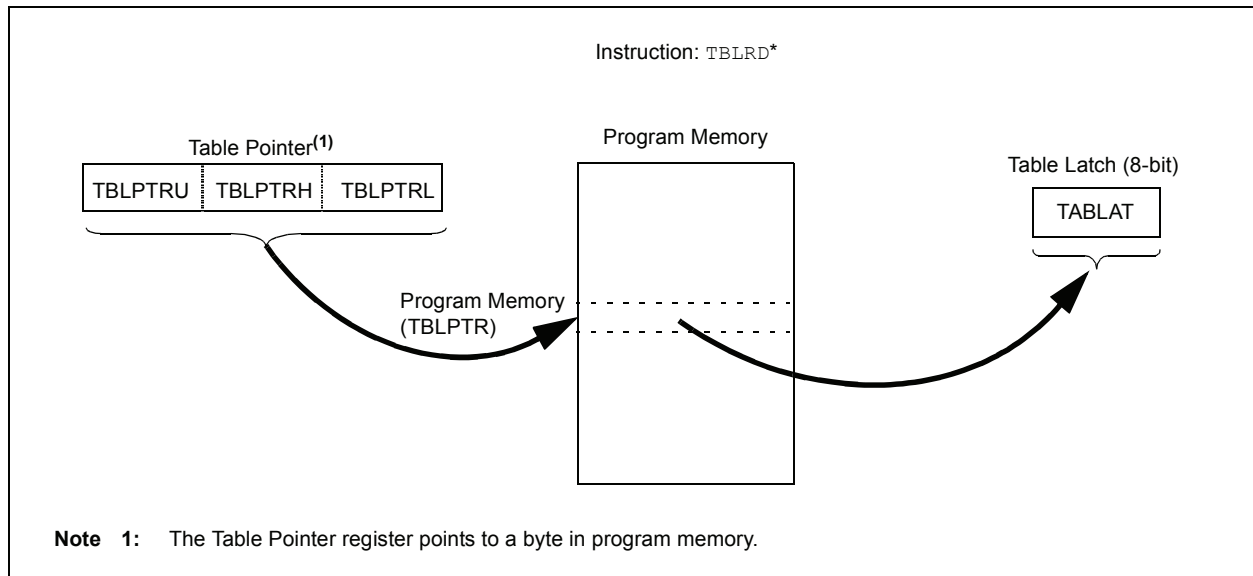 Instruction: TBLRD*
Table Pointer(1)
TBLPTRU TBLPTRH TBLPTRL
Program Memory
Table Latch (8-bit)
TABLAT
Program Memory
(TBLPTR)
Note 1: The Table Pointer register points to a byte in program memory.